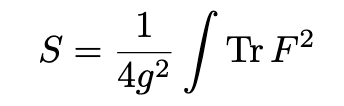 S = \frac{1}{4g^2} \int \mathrm{Tr}\, F^2